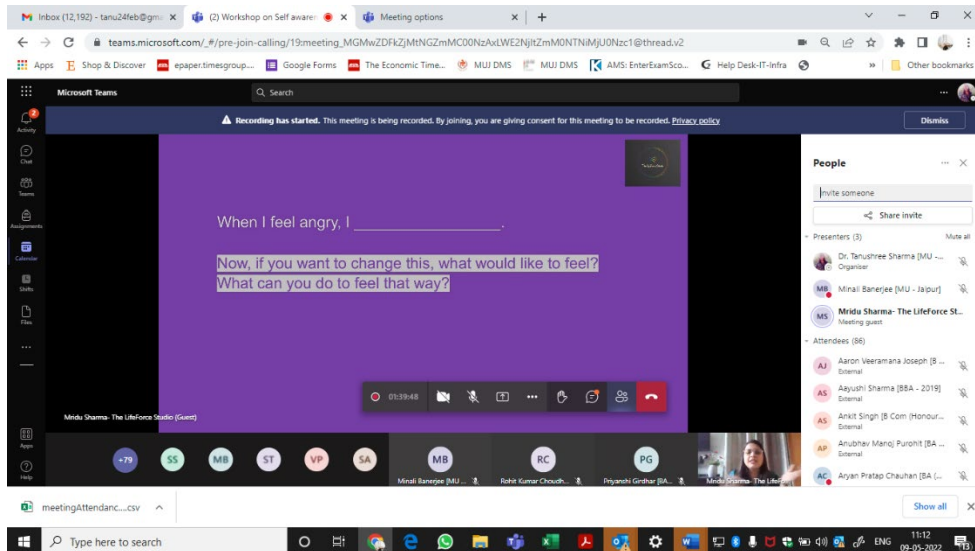 Inbox (12,192) - tanu24feb@gm
(2) Workshop on Self awaren
Meeting options
teams.microsoft.com/_#/pre-join-calling/19:meeting_MGMwZDFkZjMtNGZmMC00NzAxLWE2NjItZmM0NTNiMjU0Nzc1@thread.v2
Apps
Shop & Discover
epaper.timesgroup....
Google Forms
The Economic Time...
MUJ DMS
MUJ DMS
AMS: EnterExamSco...
Help Desk-IT-Infra
»
Other bookmarks
Microsoft Teams
Search
Recording has started. This meeting is being recorded. By joining, you are giving consent for this meeting to be recorded. Privacy policy
Dismiss
Activity
Chat
Teams
Assignments
Calendar
Shifts
Files
Apps
Help
When I feel angry, I ____________________.
Now, if you want to change this, what would like to feel?
What can you do to feel that way?
01:39:48
Mridu Sharma- The LifeForce Studio (Guest)
+79
SS
MB
ST
VP
SA
MB
Minali Banerjee [MU ...
RC
Rohit Kumar Choudh...
PG
Priyanshi Girdhar [BA...
Mridu Sharma- The LifeF
People
Invite someone
Share invite
Presenters (3)
Mute all
Dr. Tanushree Sharma [MU -...
Organiser
MB
Minali Banerjee [MU - Jaipur]
MS
Mridu Sharma- The LifeForce St...
Meeting guest
Attendees (86)
AJ
Aaron Veeramana Joseph [B ...
External
AS
Aayushi Sharma [BBA - 2019]
External
AS
Ankit Singh [B Com (Honour...
External
AP
Anubhav Manoj Purohit [BA ...
External
AC
Aryan Pratap Chauhan [BA (...
meetingAttendanc....csv
Show all
Type here to search
ENG
11:12
09-05-2022